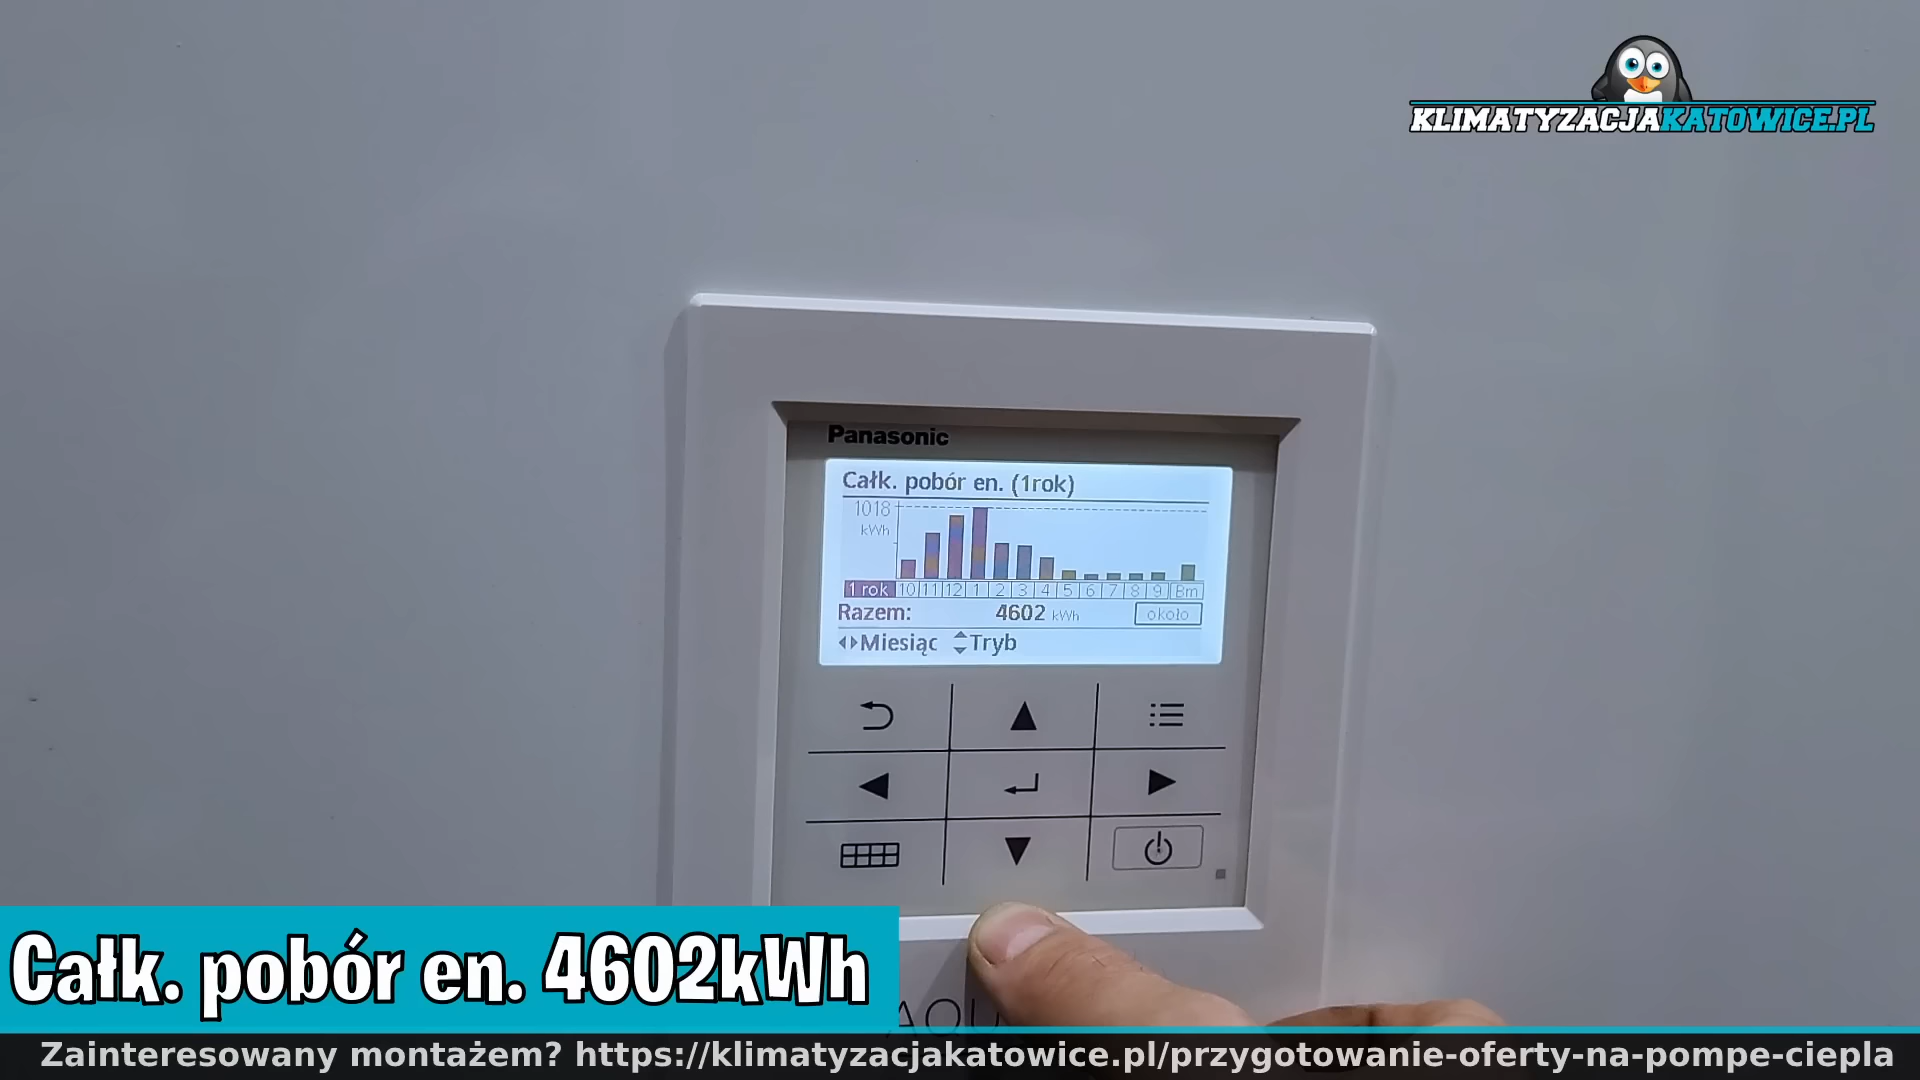 KLIMATYZACJAKATOWICE.PL
Panasonic
Całk. pobór en. (1rok)
1018
kWh
1 rok 10 11 12 1 2 3 4 5 6 7 8 9 Bm
Razem: 4602 kWh około
Miesiąc Tryb
AQU
Całk. pobór en. 4602kWh
Zainteresowany montażem? https://klimatyzacjakatowice.pl/przygotowanie-oferty-na-pompe-ciepla